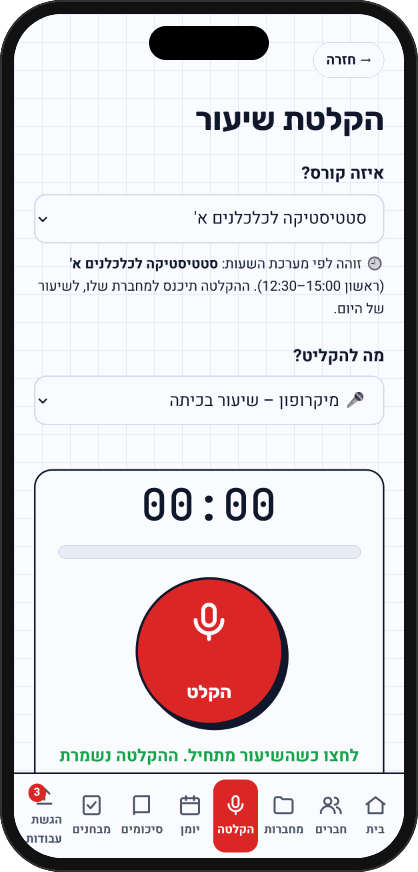 → חזרה
הקלטת שיעור
איזה קורס?
סטטיסטיקה לכלכלנים א'
🕘 זוהה לפי מערכת השעות: סטטיסטיקה לכלכלנים א'
(ראשון 12:30–15:00). ההקלטה תיכנס למחברת שלו, לשיעור
של היום.
מה להקליט?
🎤 מיקרופון – שיעור בכיתה
00:00
הקלט
לחצו כשהשיעור מתחיל. ההקלטה נשמרת
בית
חברים
מחברות
הקלטה
יומן
סיכומים
מבחנים
3
הגשת
עבודות